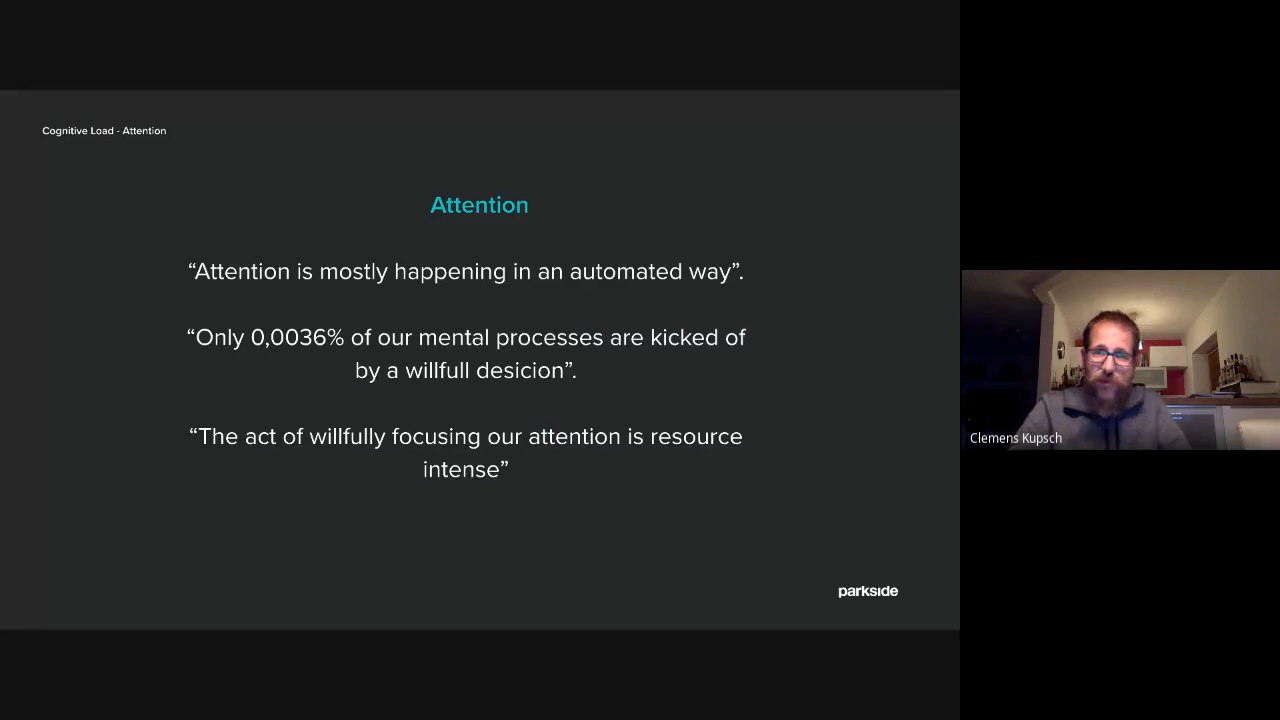 Cognitive Load - Attention
Attention
“Attention is mostly happening in an automated way”.
“Only 0,0036% of our mental processes are kicked of
by a willfull desicion”.
“The act of willfully focusing our attention is resource
intense”
parkside
Clemens Kupsch